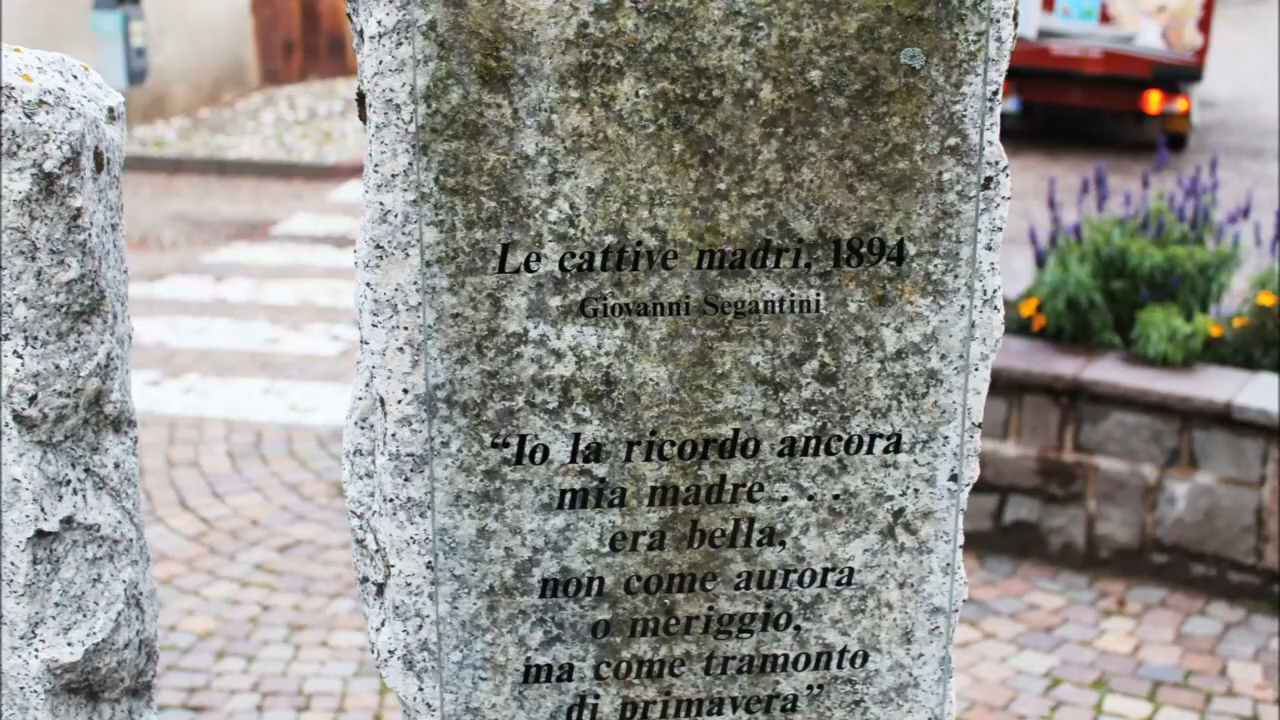 Le cattive madri, 1894
Giovanni Segantini
“Io la ricordo ancora
mia madre . . .
era bella,
non come aurora
o meriggio,
ma come tramonto
di primavera”